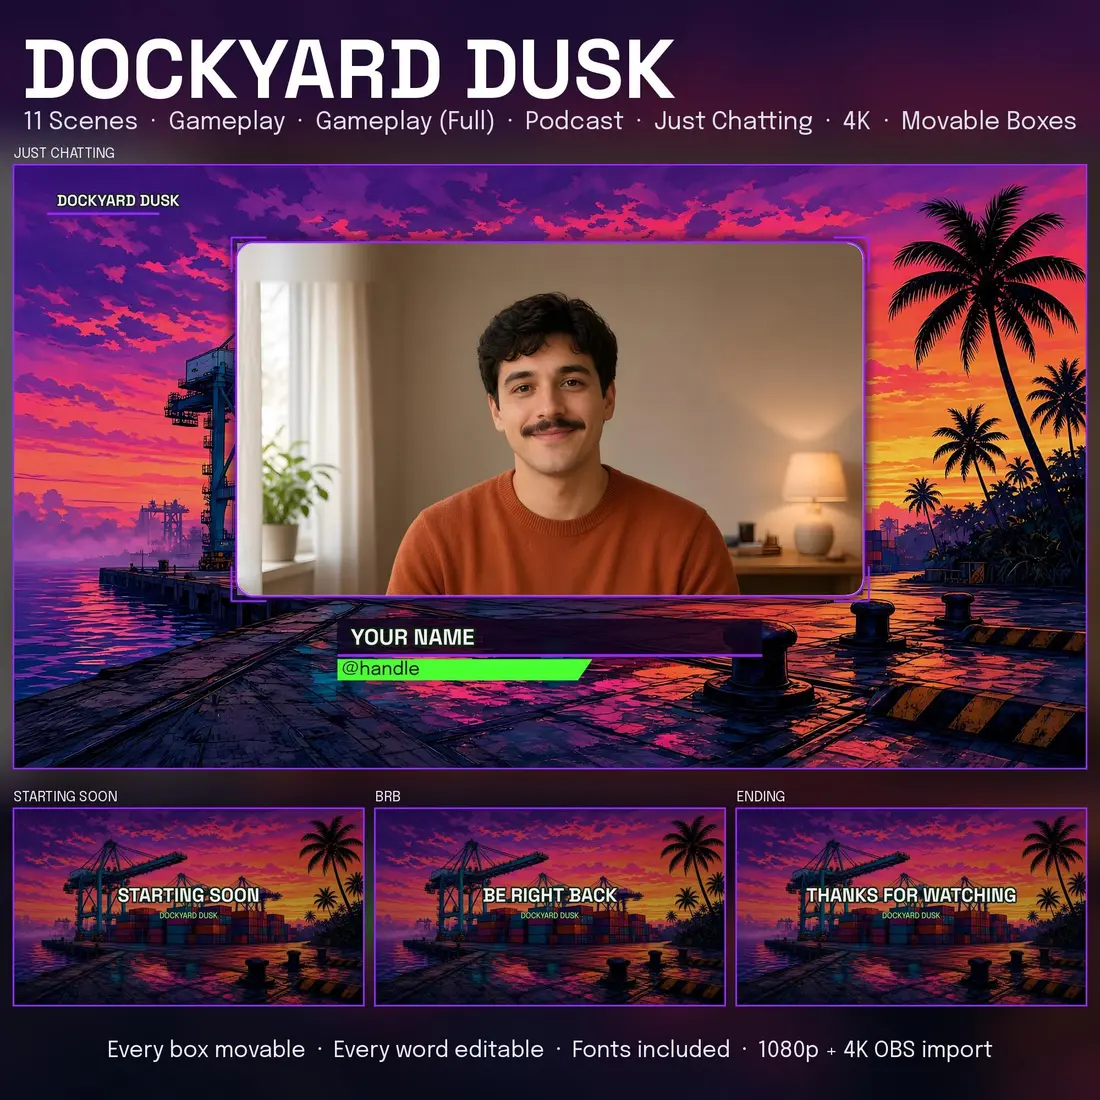 DOCKYARD DUSK
11 Scenes · Gameplay · Gameplay (Full) · Podcast · Just Chatting · 4K · Movable Boxes
JUST CHATTING
DOCKYARD DUSK
YOUR NAME
@handle
STARTING SOON
BRB
ENDING
STARTING SOON
DOCKYARD DUSK
BE RIGHT BACK
DOCKYARD DUSK
THANKS FOR WATCHING
DOCKYARD DUSK
Every box movable · Every word editable · Fonts included · 1080p + 4K OBS import